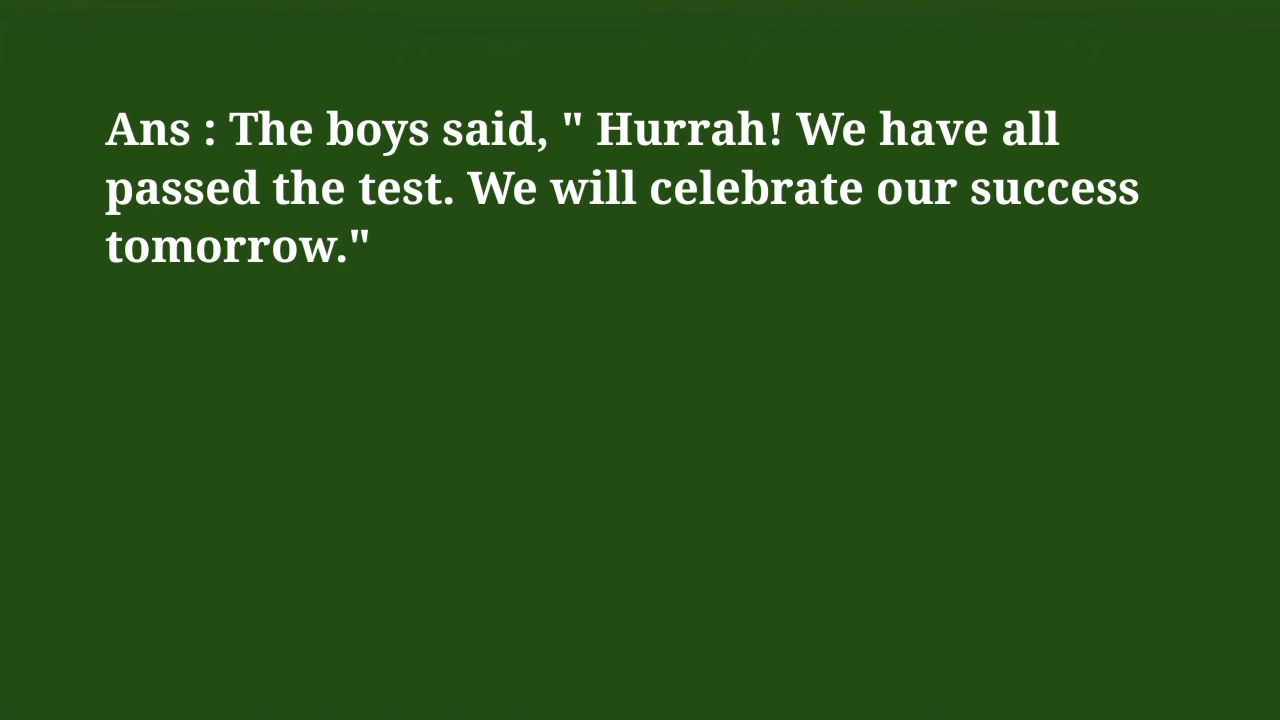 Ans : The boys said, " Hurrah! We have all
passed the test. We will celebrate our success
tomorrow."